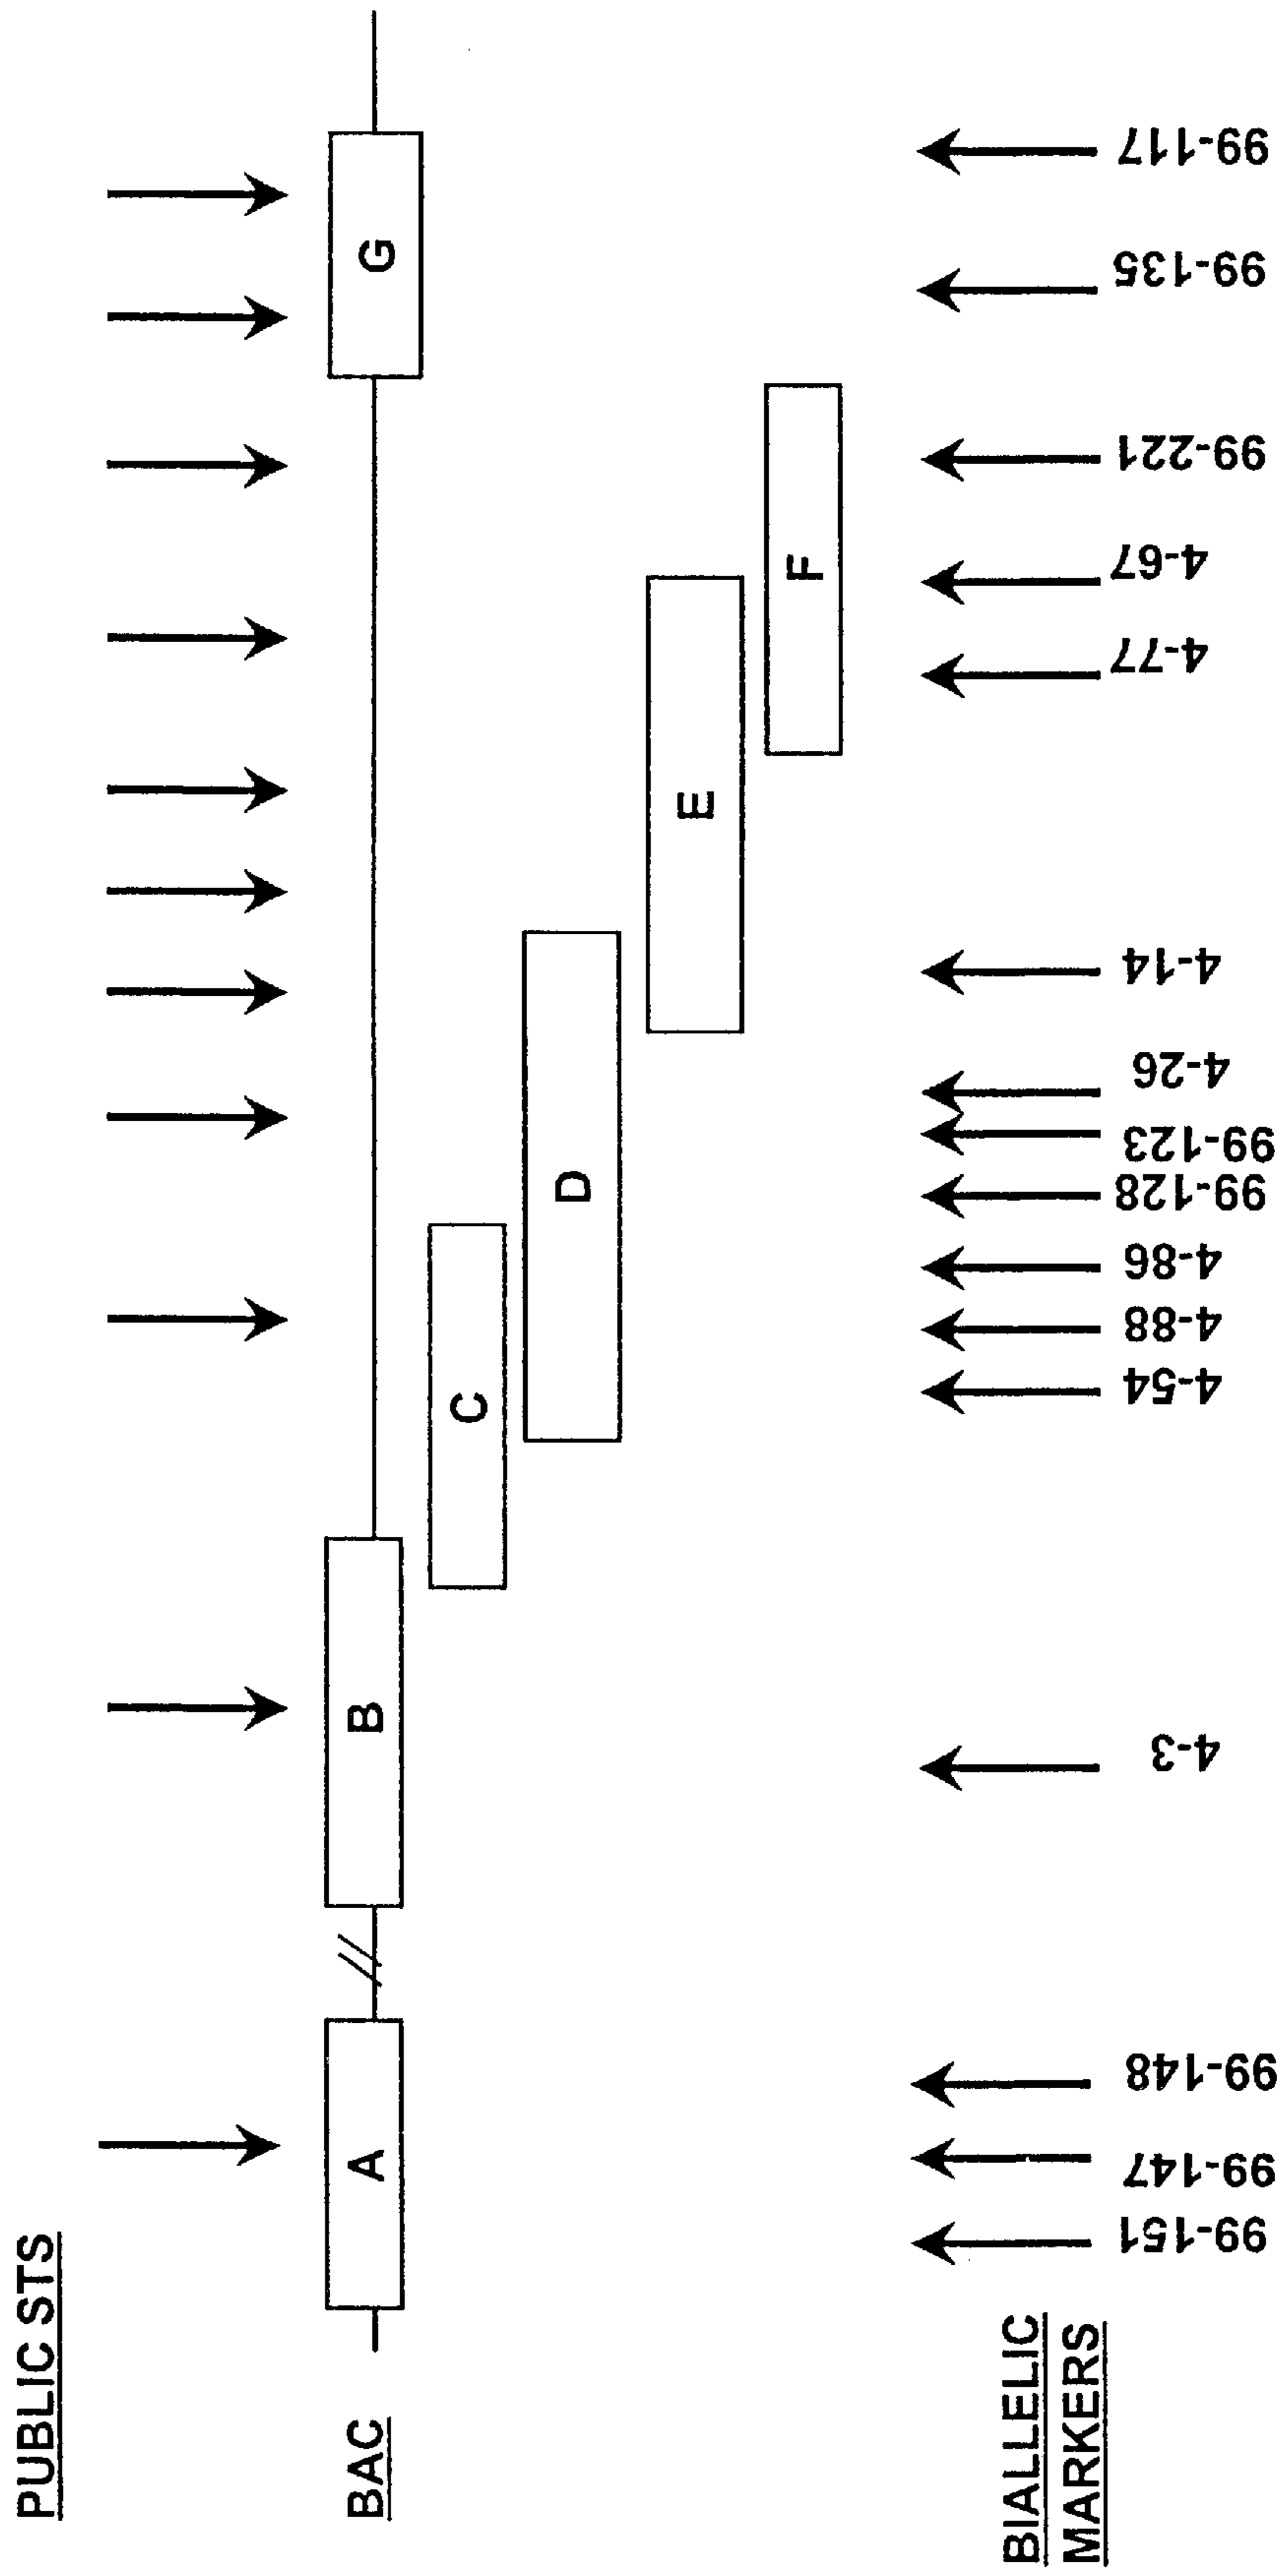 PUBLIC STS
BAC
A
B
C
D
E
F
G
BIALLELIC
MARKERS
99-151
99-147
99-148
4-3
4-54
4-88
4-86
99-128
99-123
4-26
4-14
4-77
4-67
99-221
99-135
99-117